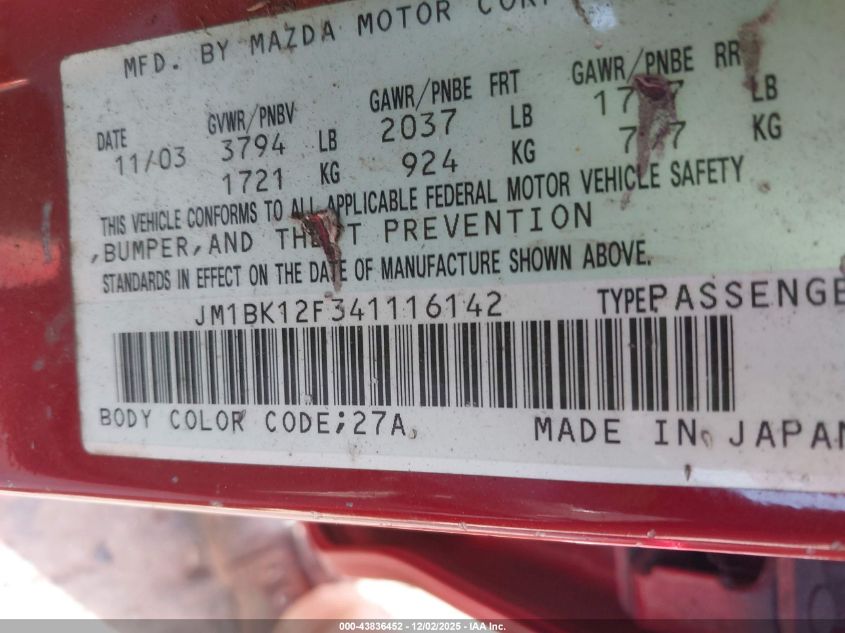 MFD. BY MAZDA MOTOR
JAPAN
DATE GVWR/PNBV GAWR/PNBE FRT GAWR/PNBE RR
11/03 3794 LB 2037 LB LB
1721 KG 924 KG KG
THIS VEHICLE CONFORMS TO ALL APPLICABLE FEDERAL MOTOR VEHICLE SAFETY
,BUMPER,AND THEFT PREVENTION
STANDARDS IN EFFECT ON THE DATE OF MANUFACTURE SHOWN ABOVE.
JM1BK12F341116142 TYPE:PASSENGE
BODY COLOR CODE;27A MADE IN JAPAN
000-43836452 - 12/02/2025 - IAA Inc.